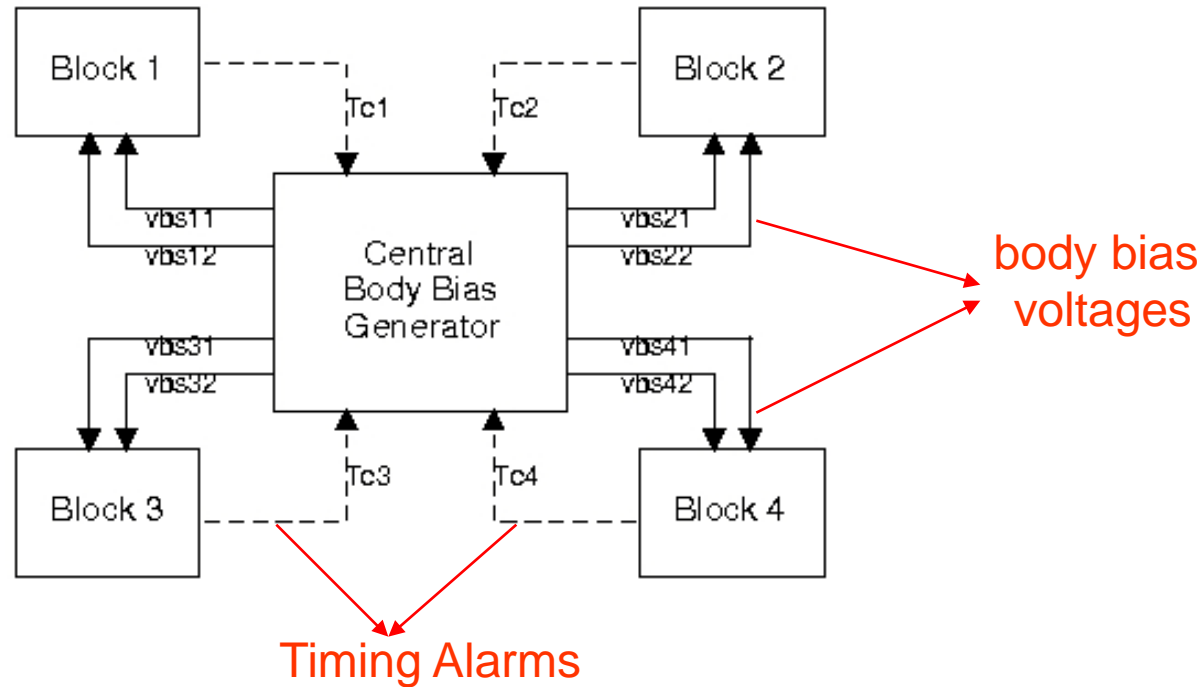 Block 1
Block 2
Tc1
Tc2
vbs11
vbs12
vbs21
vbs22
Central
Body Bias
Generator
body bias
voltages
vbs31
vbs32
vbs41
vbs42
Tc3
Tc4
Block 3
Block 4
Timing Alarms